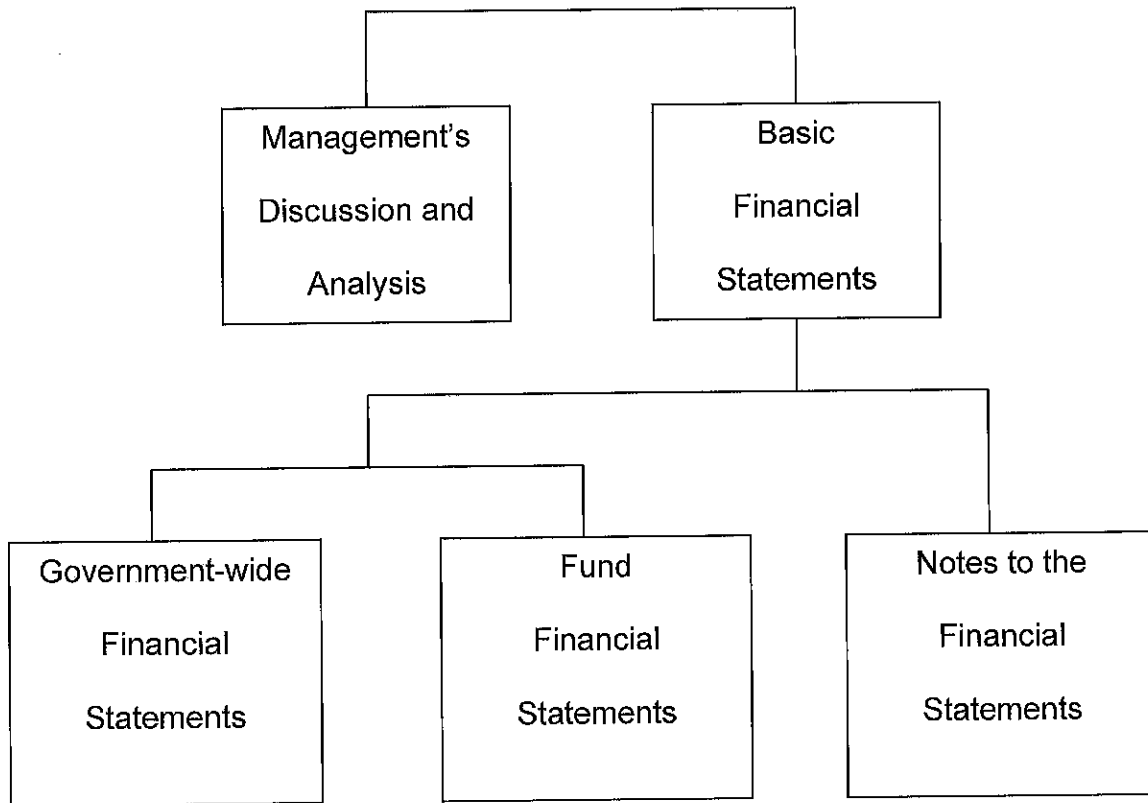 Management's
Discussion and
Analysis
Basic
Financial
Statements
Government-wide
Financial
Statements
Fund
Financial
Statements
Notes to the
Financial
Statements